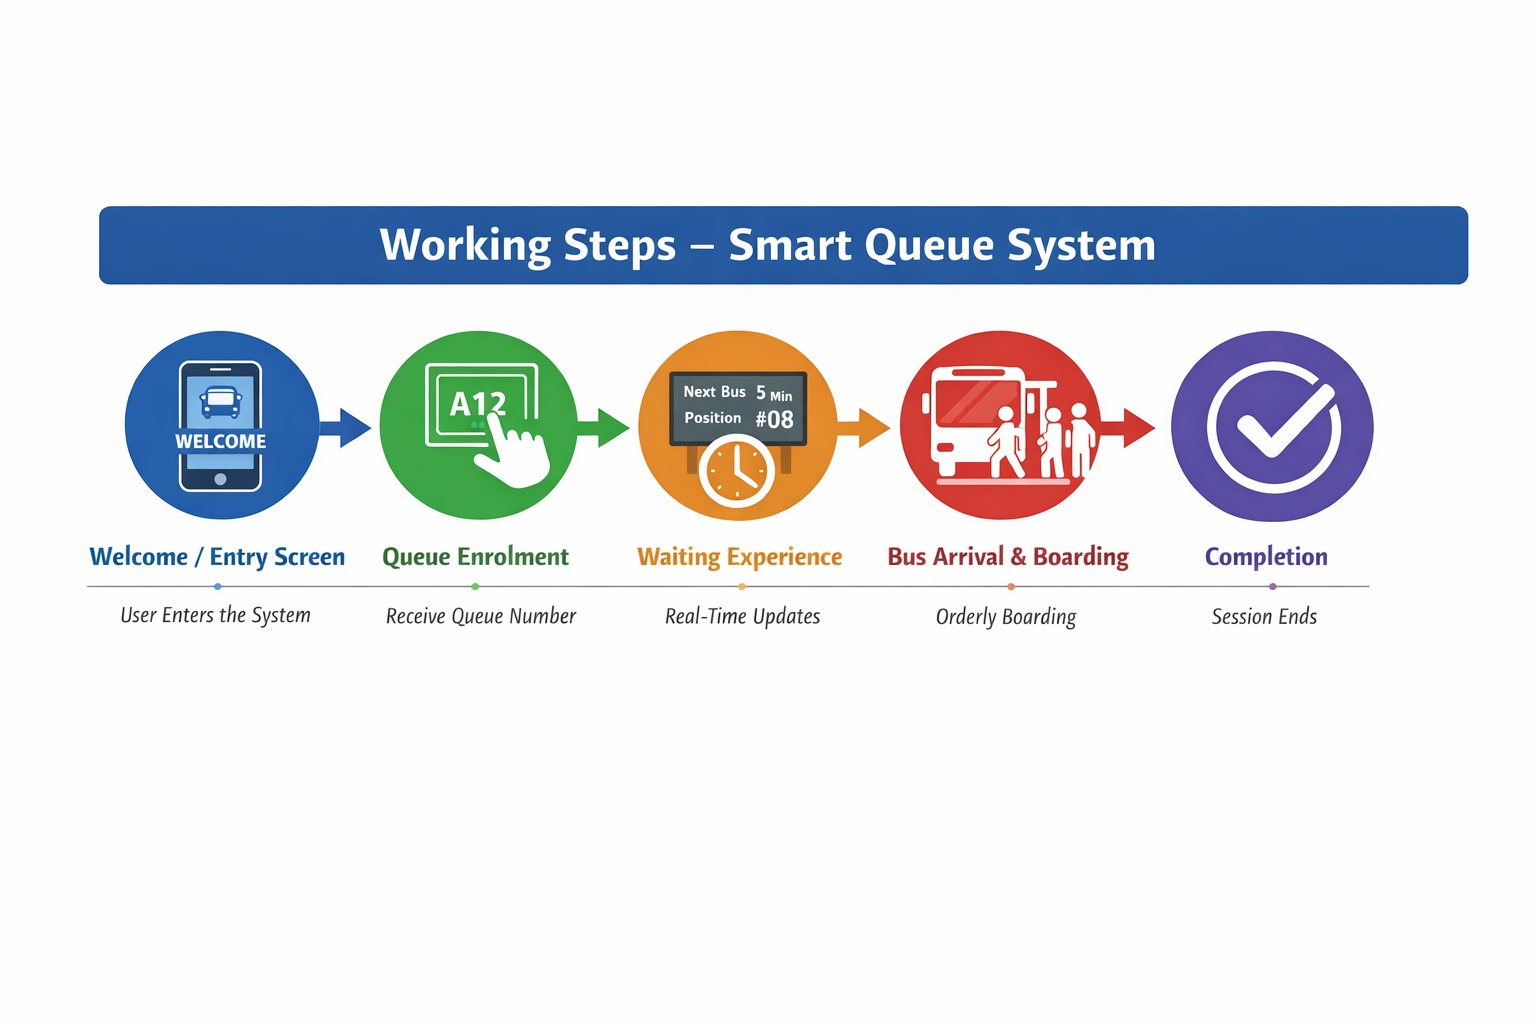 Working Steps – Smart Queue System
WELCOME
A12
Next Bus 5 Min
Position #08
Welcome / Entry Screen
Queue Enrolment
Waiting Experience
Bus Arrival & Boarding
Completion
User Enters the System
Receive Queue Number
Real-Time Updates
Orderly Boarding
Session Ends